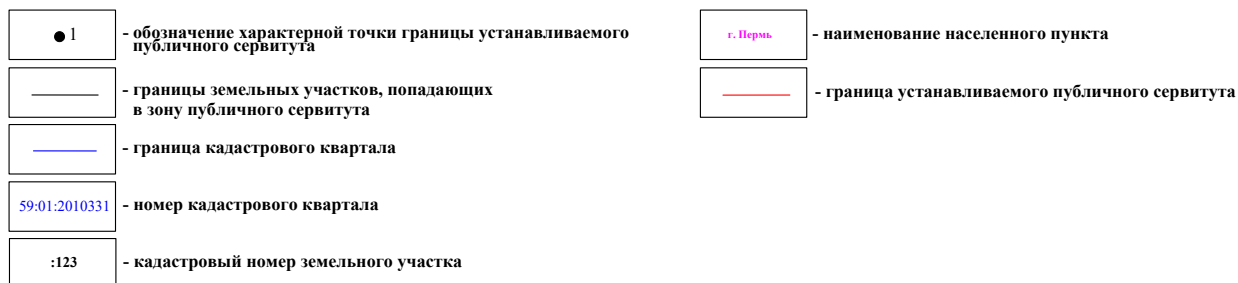 1
- обозначение характерной точки границы устанавливаемого
публичного сервитута
- границы земельных участков, попадающих
в зону публичного сервитута
- граница кадастрового квартала
59:01:2010331
- номер кадастрового квартала
:123
- кадастровый номер земельного участка
г. Пермь
- наименование населенного пункта
- граница устанавливаемого публичного сервитута